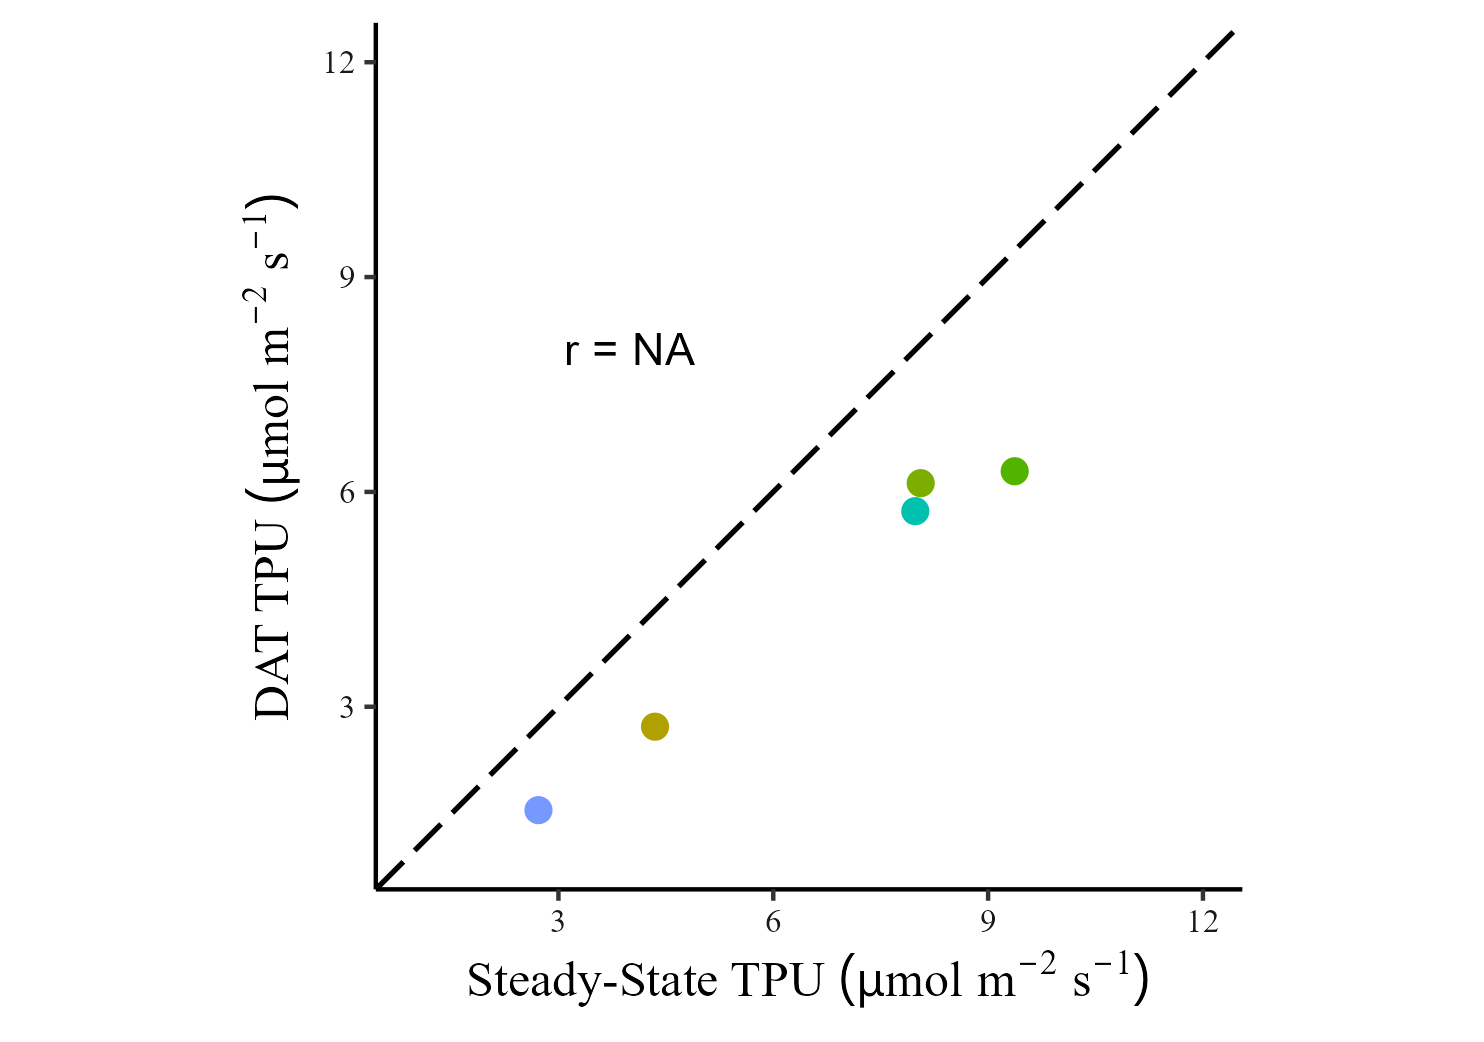 12
9
6
3
r = NA
DAT TPU (μmol m⁻² s⁻¹)
3 6 9 12
Steady-State TPU (μmol m⁻² s⁻¹)